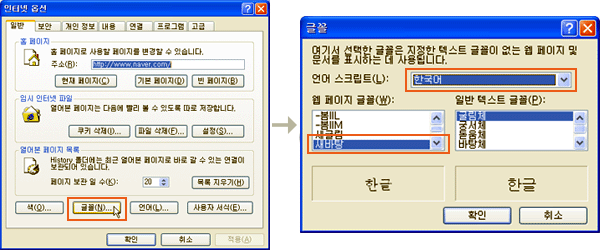 인터넷 옵션
일반 보안 개인 정보 내용 연결 프로그램 고급
홈 페이지
홈 페이지로 사용할 페이지를 변경할 수 있습니다.
주소(R): http://www.naver.com/
현재 페이지(C) 기본 페이지(D) 빈 페이지(B)
임시 인터넷 파일
열어본 페이지는 다음에 빨리 볼 수 있도록 따로 저장합니다.
쿠키 삭제(I)... 파일 삭제(F)... 설정(S)...
열어본 페이지 목록
History 폴더에는 최근 열어본 페이지로 바로 갈 수 있는 연결이
보관되어 있습니다.
페이지 보관 일 수(K): 20 목록 지우기(H)
색(O)... 글꼴(N)... 언어(L)... 사용자 서식(E)...
확인 취소 적용(A)
글꼴
여기서 선택한 글꼴은 지정한 텍스트 글꼴이 없는 웹 페이지 및
문서를 표시하는 데 사용됩니다.
언어 스크립트(L): 한국어
웹 페이지 글꼴(W): 일반 텍스트 글꼴(P):
-봄IIL
-봄IIM
새굴림
새바탕
굴림체
궁서체
돋움체
바탕체
한글 한글
확인 취소